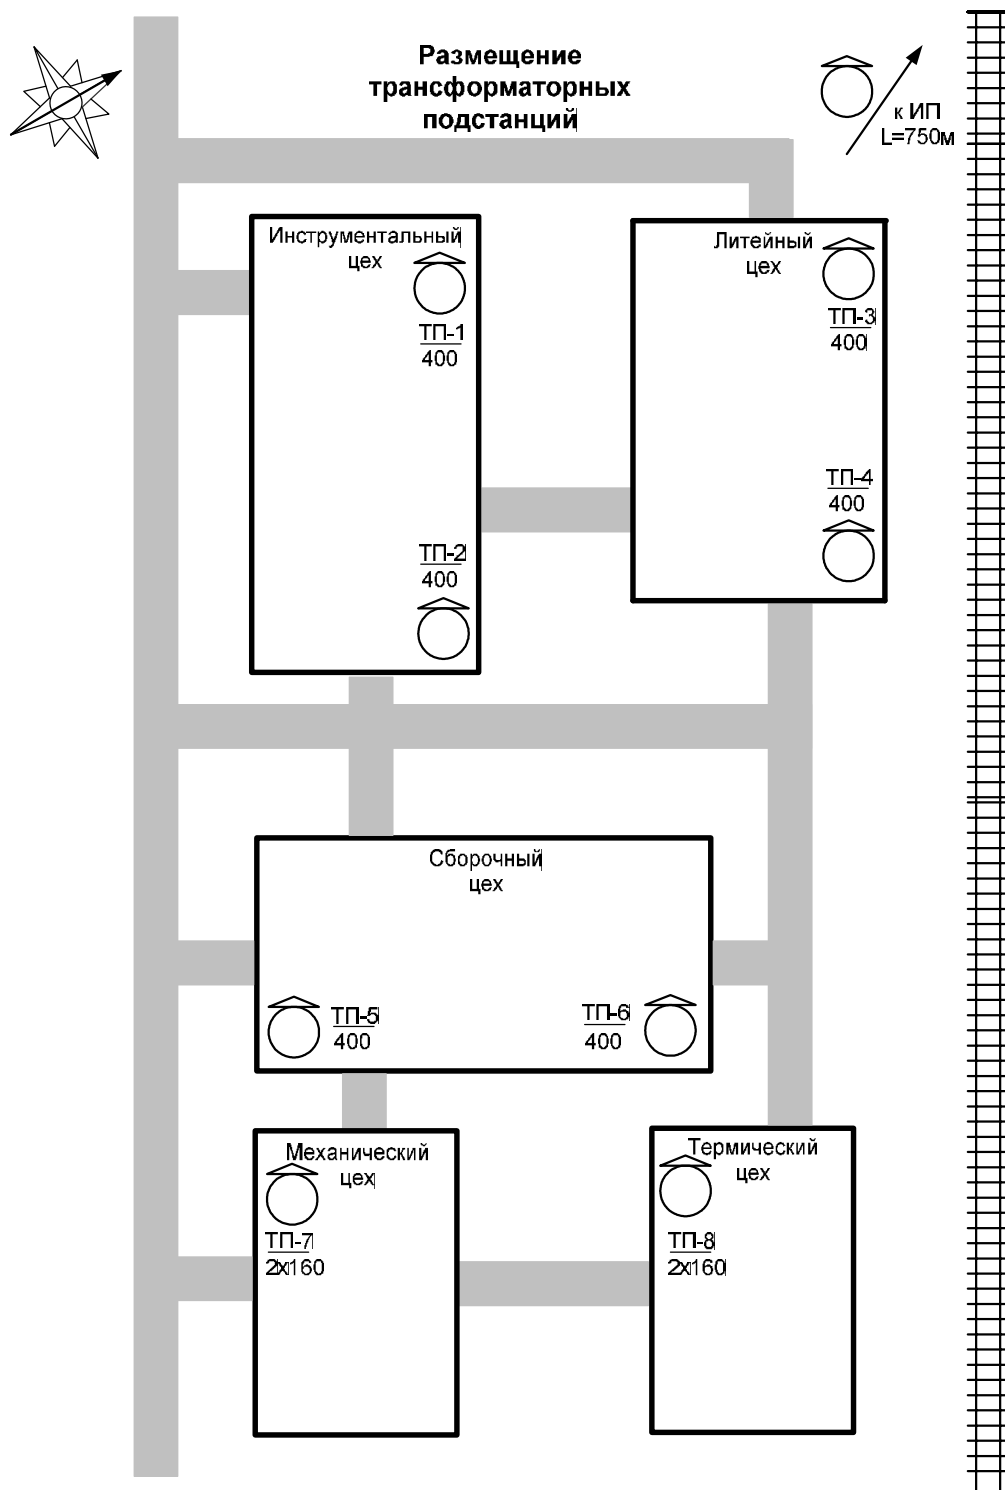 Размещение
трансформаторных
подстанций
к ИП
L=750м
Инструментальный
цех
ТП-1
400
ТП-2
400
Литейный
цех
ТП-3
400
ТП-4
400
Сборочный
цех
ТП-5
400
ТП-6
400
Механический
цех
ТП-7
2х160
Термический
цех
ТП-8
2х160